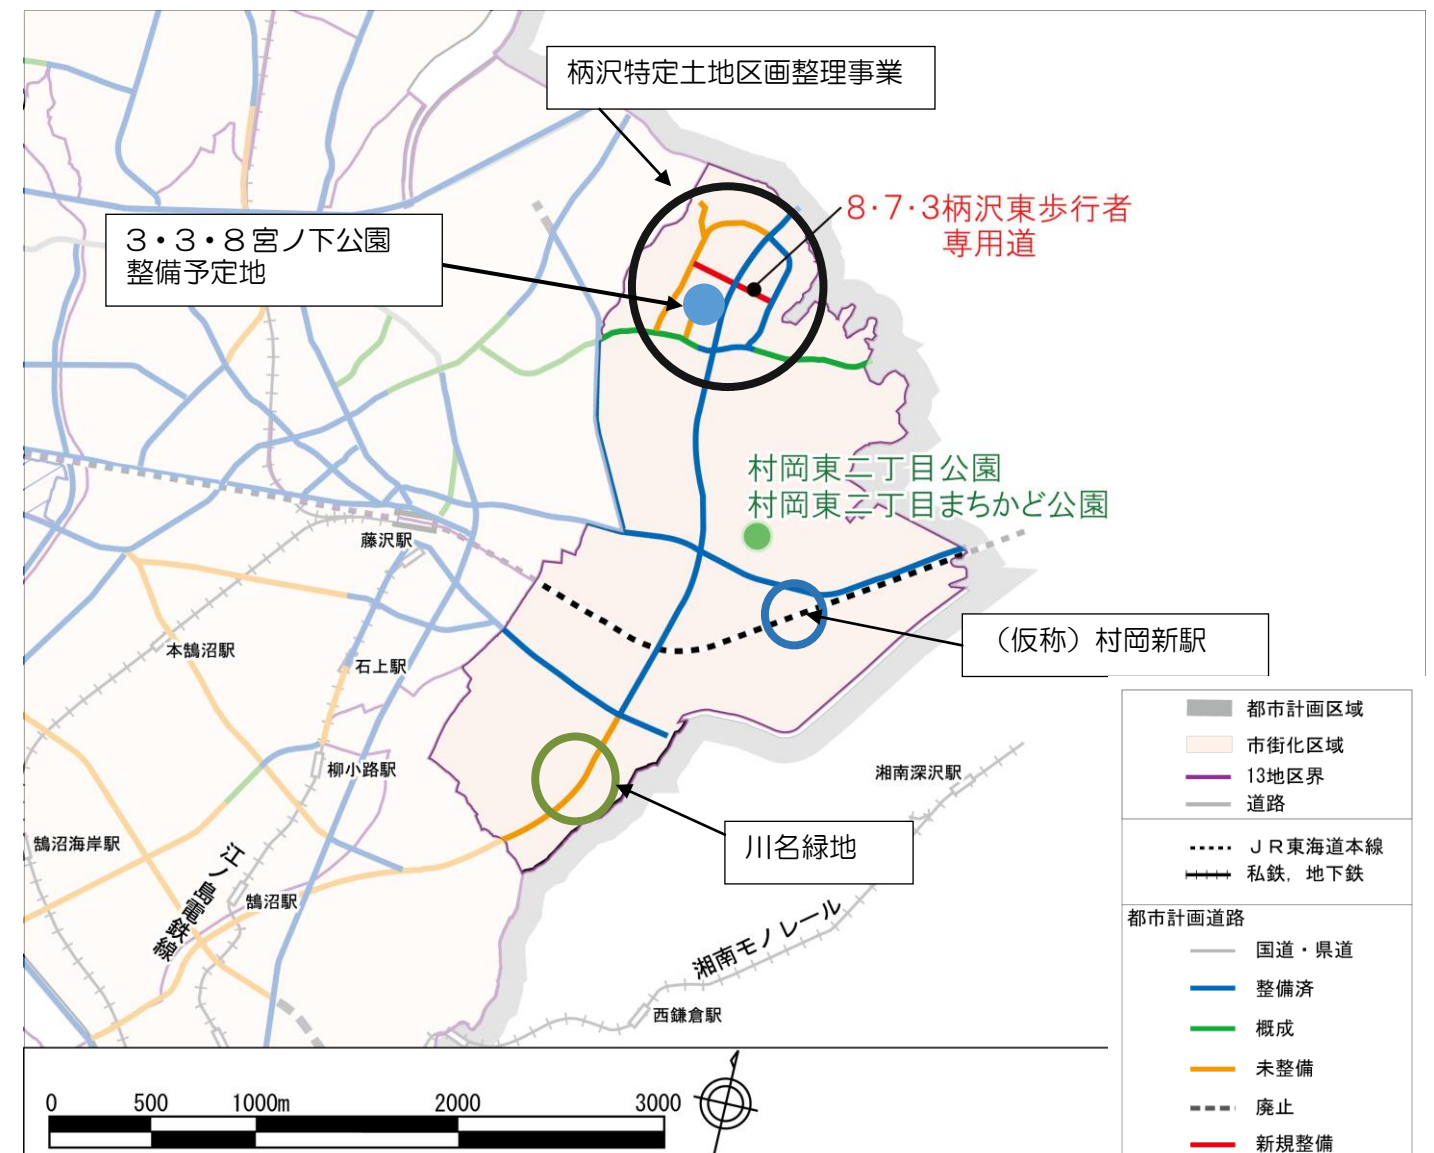 柄沢特定土地区画整理事業
8・7・3柄沢東歩行者
専用道
3・3・8宮ノ下公園
整備予定地
村岡東二丁目公園
村岡東二丁目まちかど公園
藤沢駅
(仮称)村岡新駅
本鵠沼駅
石上駅
柳小路駅
湘南深沢駅
鵠沼海岸駅
川名緑地
江ノ島電鉄線
鵠沼駅
湘南モノレール
西鎌倉駅
都市計画区域
市街化区域
13地区界
道路
JR東海道本線
私鉄，地下鉄
都市計画道路
国道・県道
整備済
概成
未整備
廃止
新規整備
0 500 1000m 2000 3000